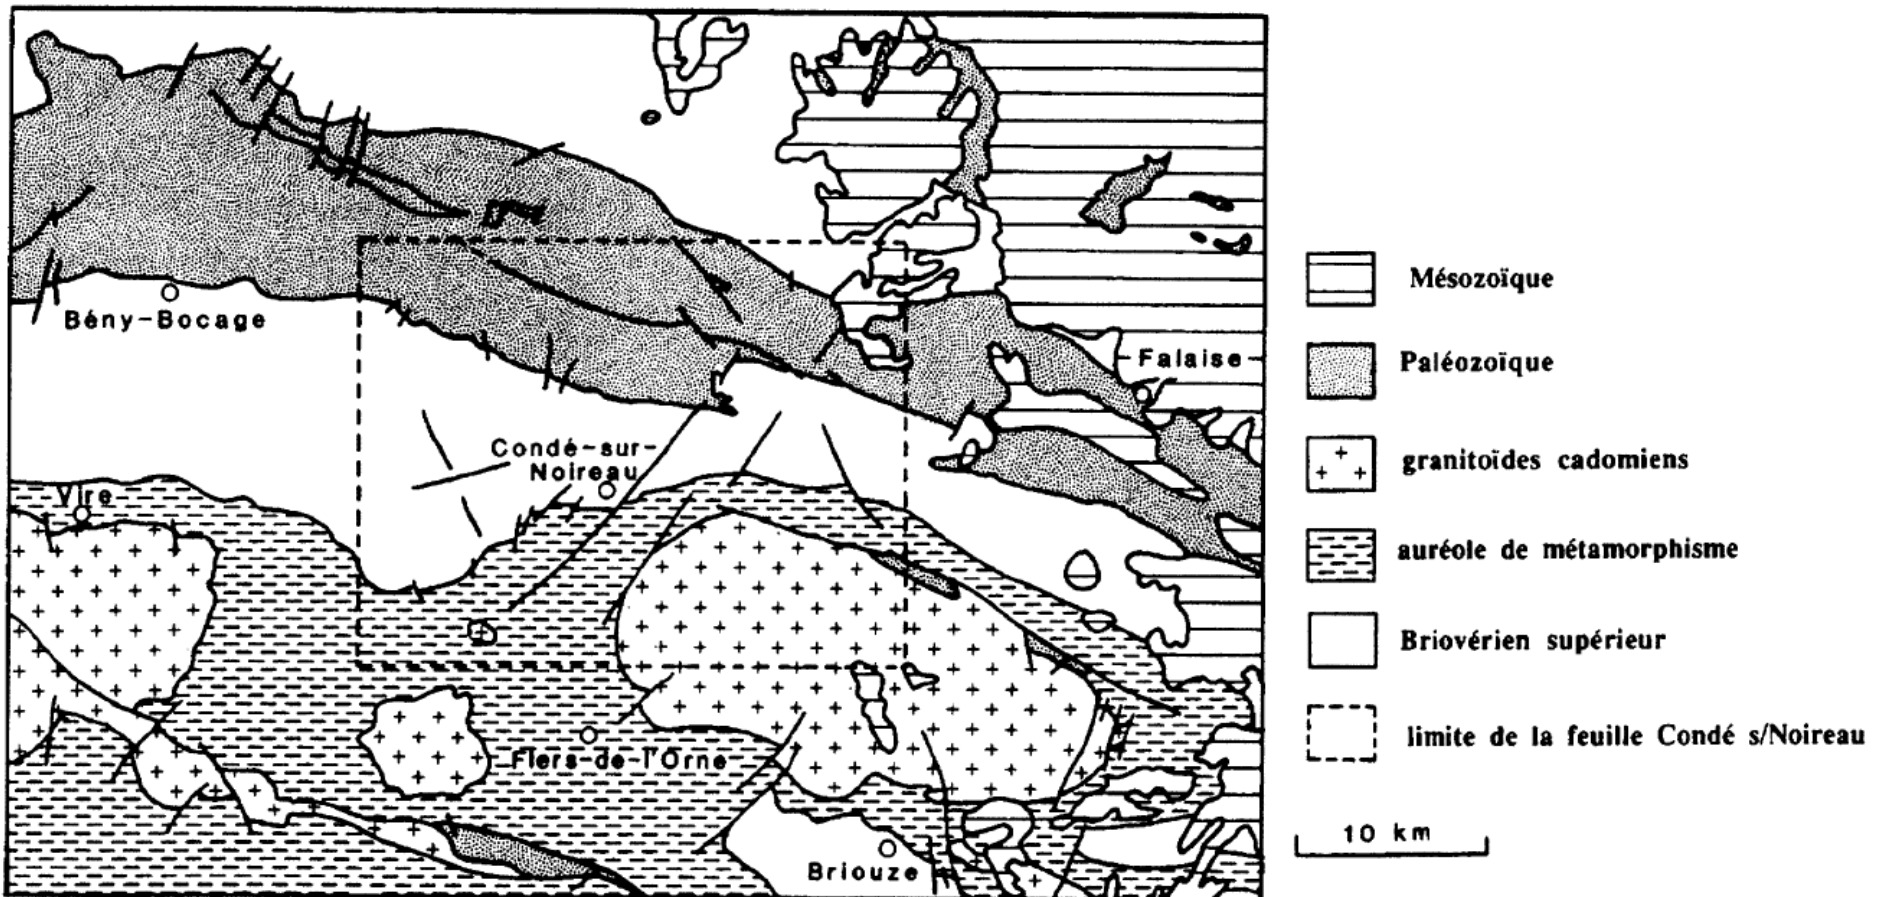 Bény-Bocage
Falaise
Condé-sur-
Noireau
Vire
Flers-de-l'Orne
Briouze
Mésozoïque
Paléozoïque
granitoïdes cadomiens
auréole de métamorphisme
Briovérien supérieur
limite de la feuille Condé s/Noireau
10 km